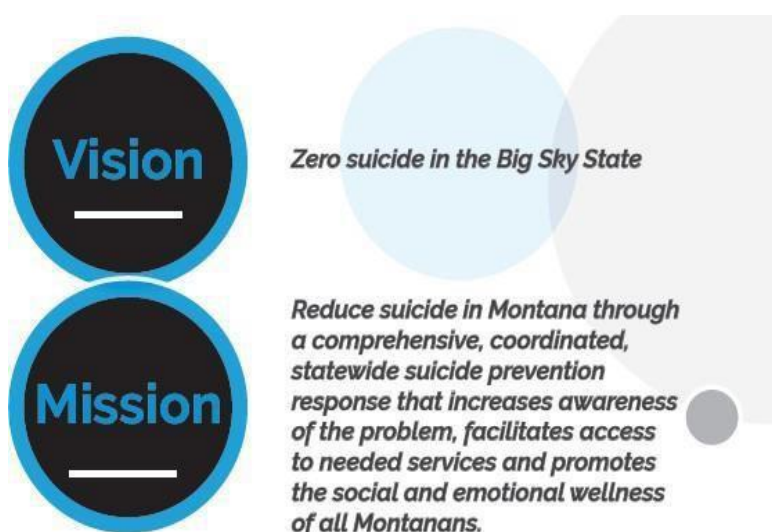 Vision
Zero suicide in the Big Sky State
Mission
Reduce suicide in Montana through
a comprehensive, coordinated,
statewide suicide prevention
response that increases awareness
of the problem, facilitates access
to needed services and promotes
the social and emotional wellness
of all Montanans.